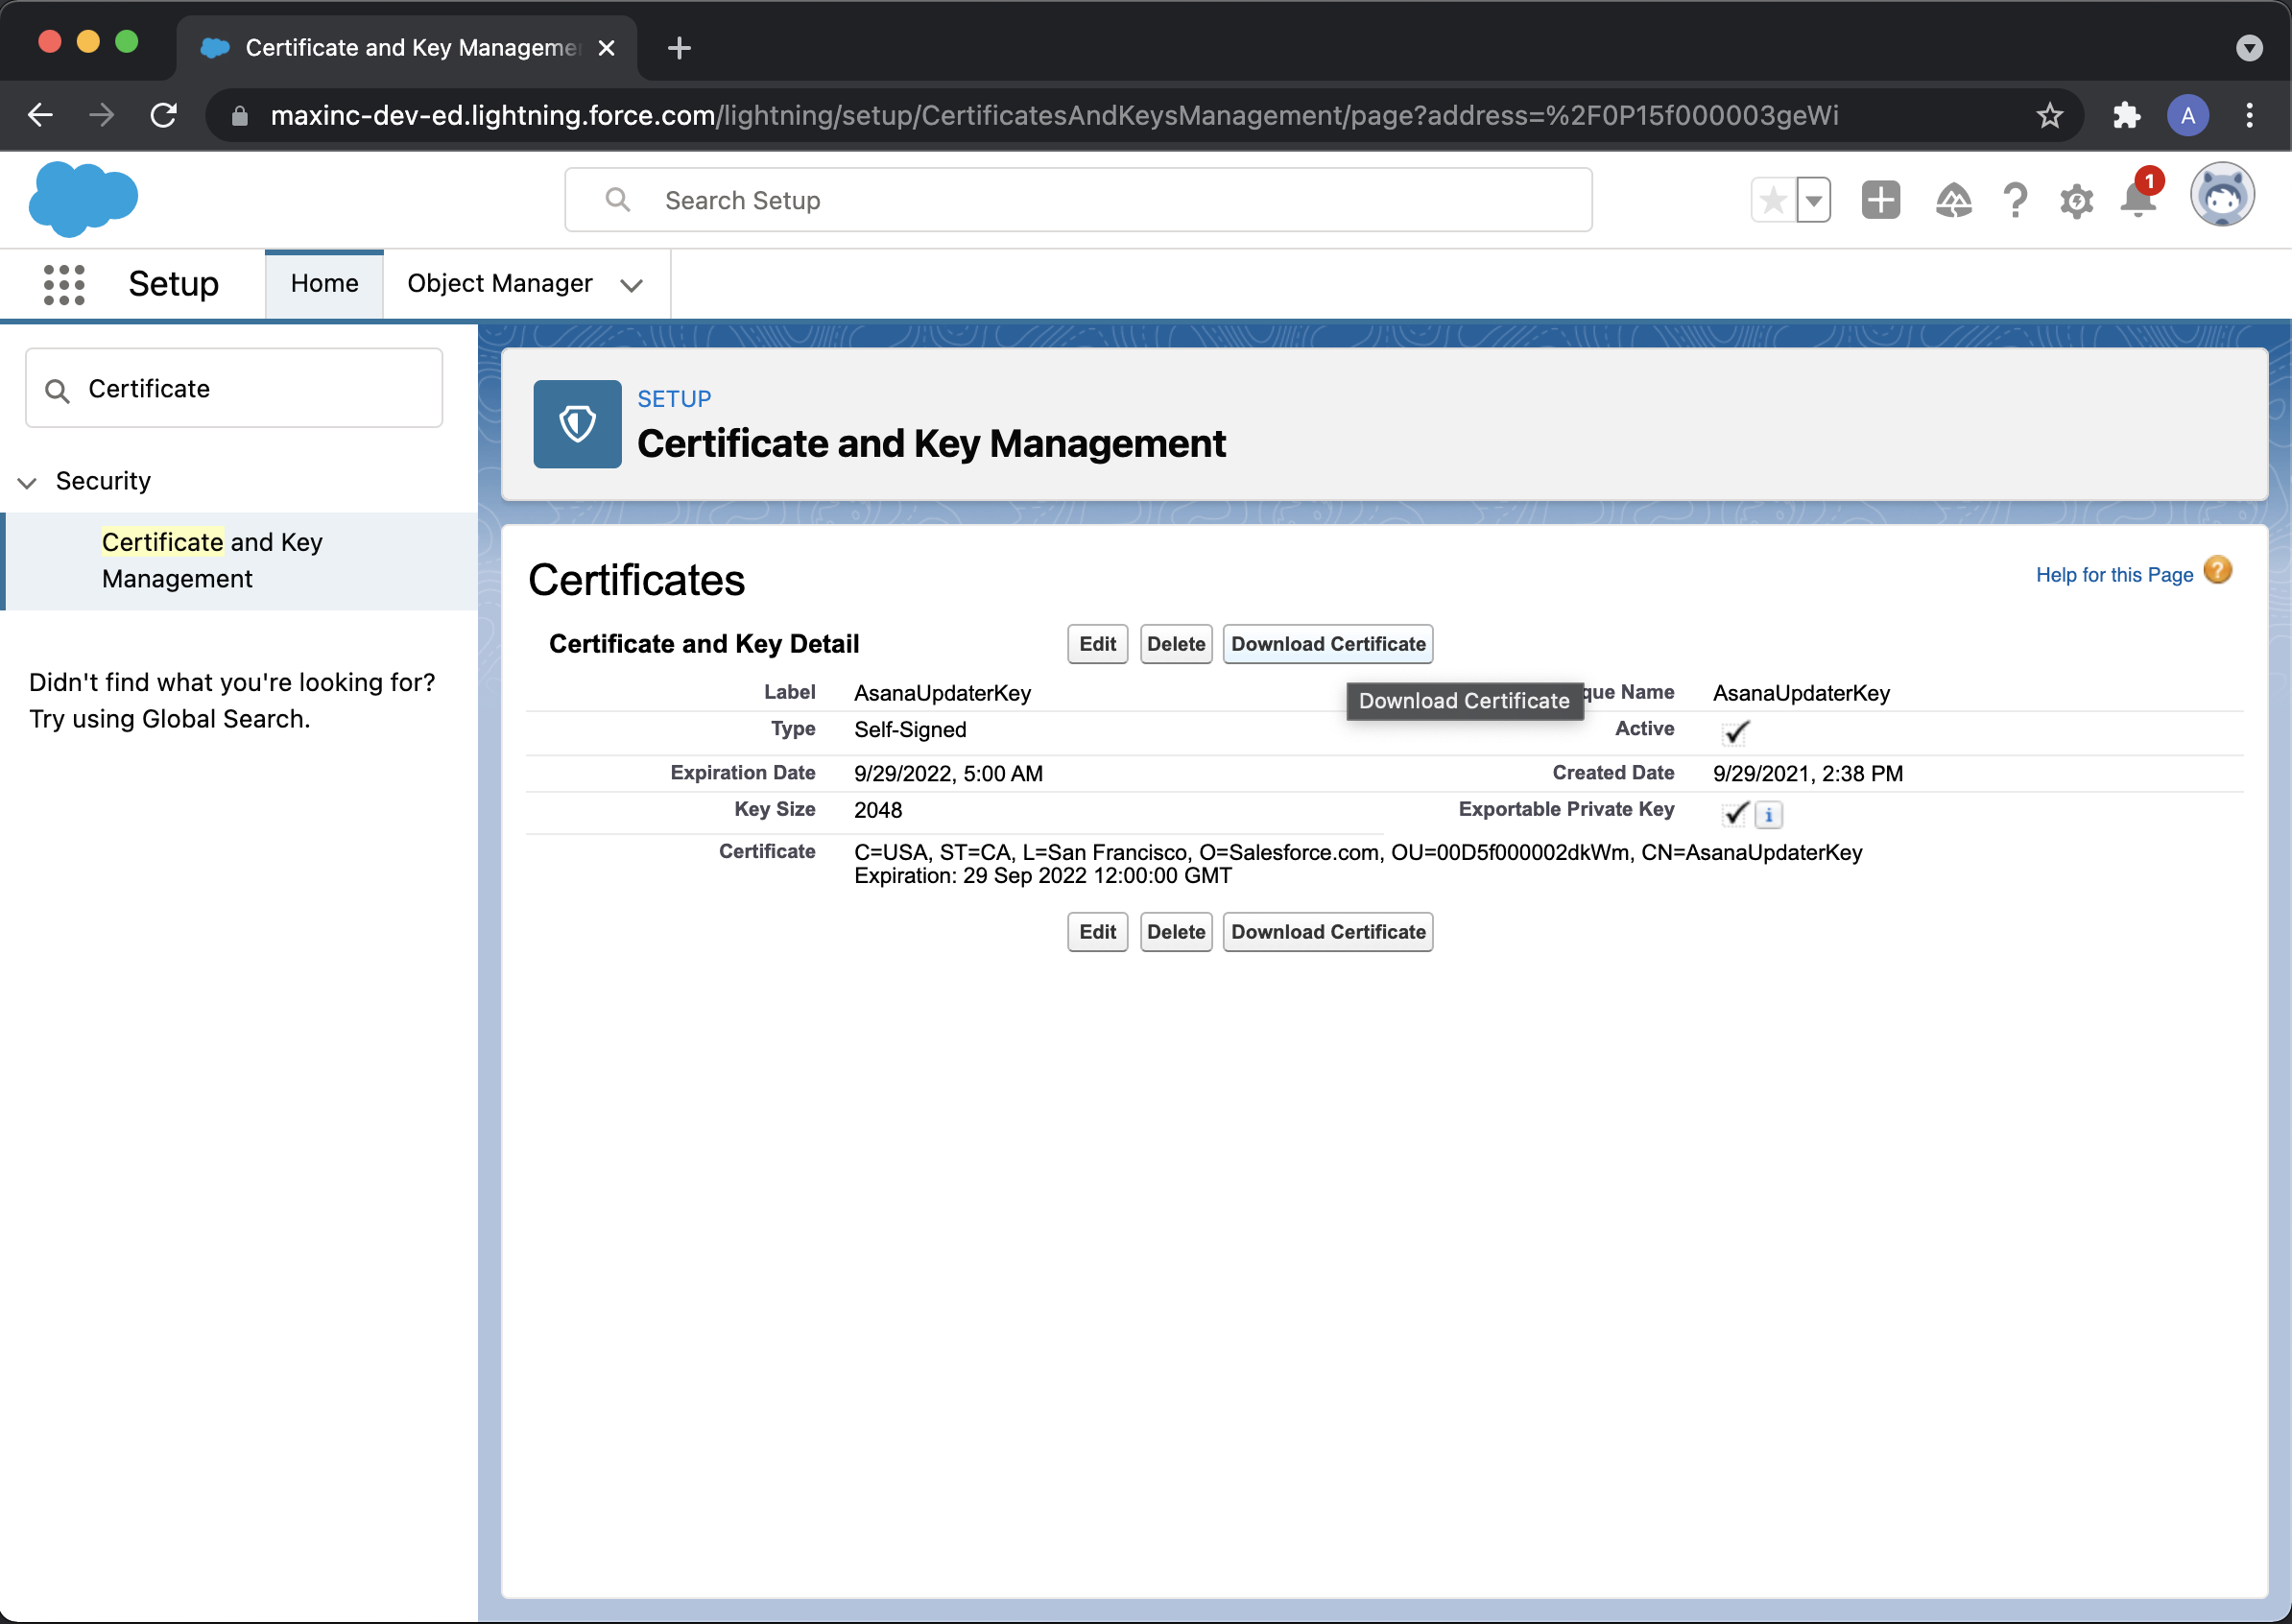 Certificate and Key Manageme
maxinc-dev-ed.lightning.force.com/lightning/setup/CertificatesAndKeysManagement/page?address=%2F0P15f000003geWi
A
Search Setup
1
Setup
Home
Object Manager
Certificate
Security
Certificate and Key
Management
Didn't find what you're looking for?
Try using Global Search.
SETUP
Certificate and Key Management
Certificates
Help for this Page ?
Certificate and Key Detail
Edit Delete Download Certificate
Download Certificate
Label AsanaUpdaterKey que Name AsanaUpdaterKey
Type Self-Signed Active
Expiration Date 9/29/2022, 5:00 AM Created Date 9/29/2021, 2:38 PM
Key Size 2048 Exportable Private Key i
Certificate C=USA, ST=CA, L=San Francisco, O=Salesforce.com, OU=00D5f000002dkWm, CN=AsanaUpdaterKey
Expiration: 29 Sep 2022 12:00:00 GMT
Edit Delete Download Certificate